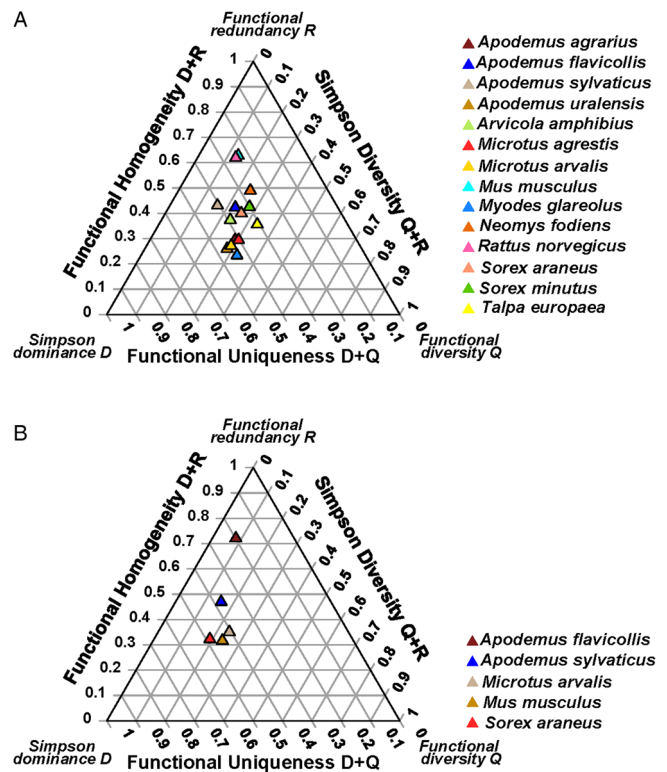 A
Functional
redundancy R
Functional Homogeneity D+R
Simpson Diversity Q+R
1
0.9
0.8
0.7
0.6
0.5
0.4
0.3
0.2
0.1
0
0
0.1
0.2
0.3
0.4
0.5
0.6
0.7
0.8
0.9
1
1
0.9
0.8
0.7
0.6
0.5
0.4
0.3
0.2
0.1
0
Simpson
dominance D
Functional Uniqueness D+Q
Functional
diversity Q
Apodemus agrarius
Apodemus flavicollis
Apodemus sylvaticus
Apodemus uralensis
Arvicola amphibius
Microtus agrestis
Microtus arvalis
Mus musculus
Myodes glareolus
Neomys fodiens
Rattus norvegicus
Sorex araneus
Sorex minutus
Talpa europaea
B
Functional
redundancy R
Functional Homogeneity D+R
Simpson Diversity Q+R
1
0.9
0.8
0.7
0.6
0.5
0.4
0.3
0.2
0.1
0
0
0.1
0.2
0.3
0.4
0.5
0.6
0.7
0.8
0.9
1
1
0.9
0.8
0.7
0.6
0.5
0.4
0.3
0.2
0.1
0
Simpson
dominance D
Functional Uniqueness D+Q
Functional
diversity Q
Apodemus flavicollis
Apodemus sylvaticus
Microtus arvalis
Mus musculus
Sorex araneus